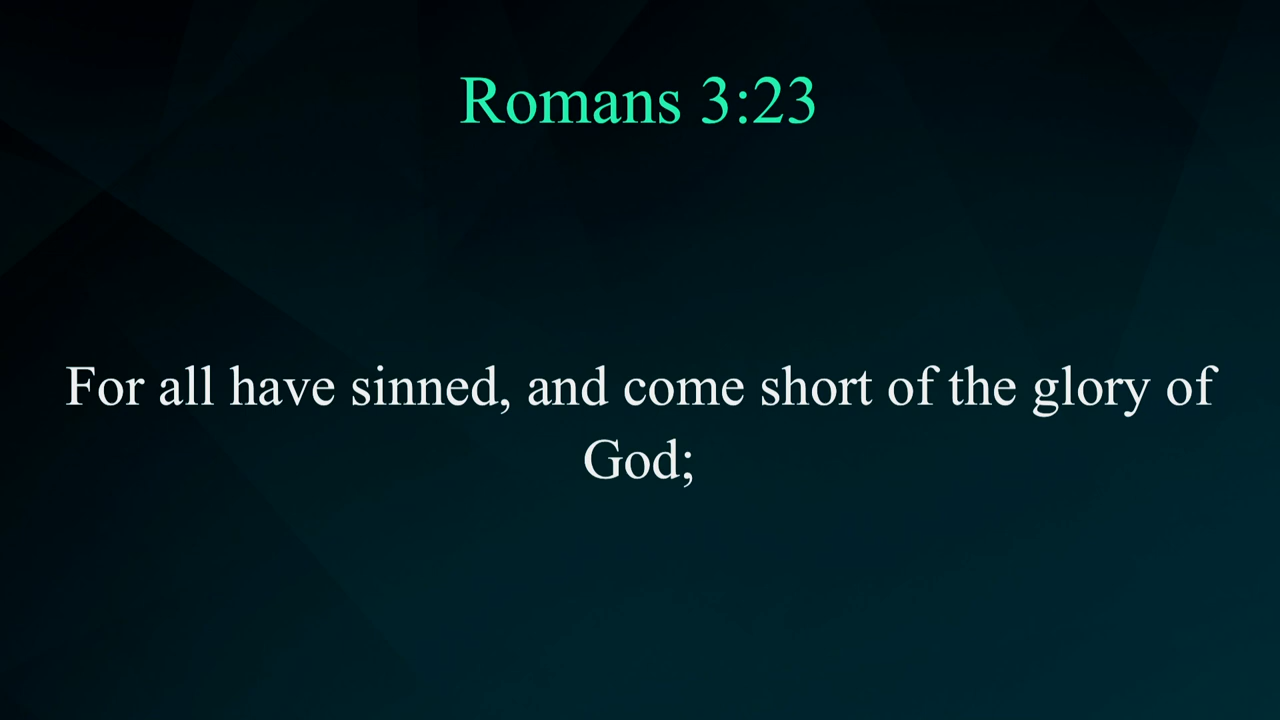 Romans 3:23
For all have sinned, and come short of the glory of
God;